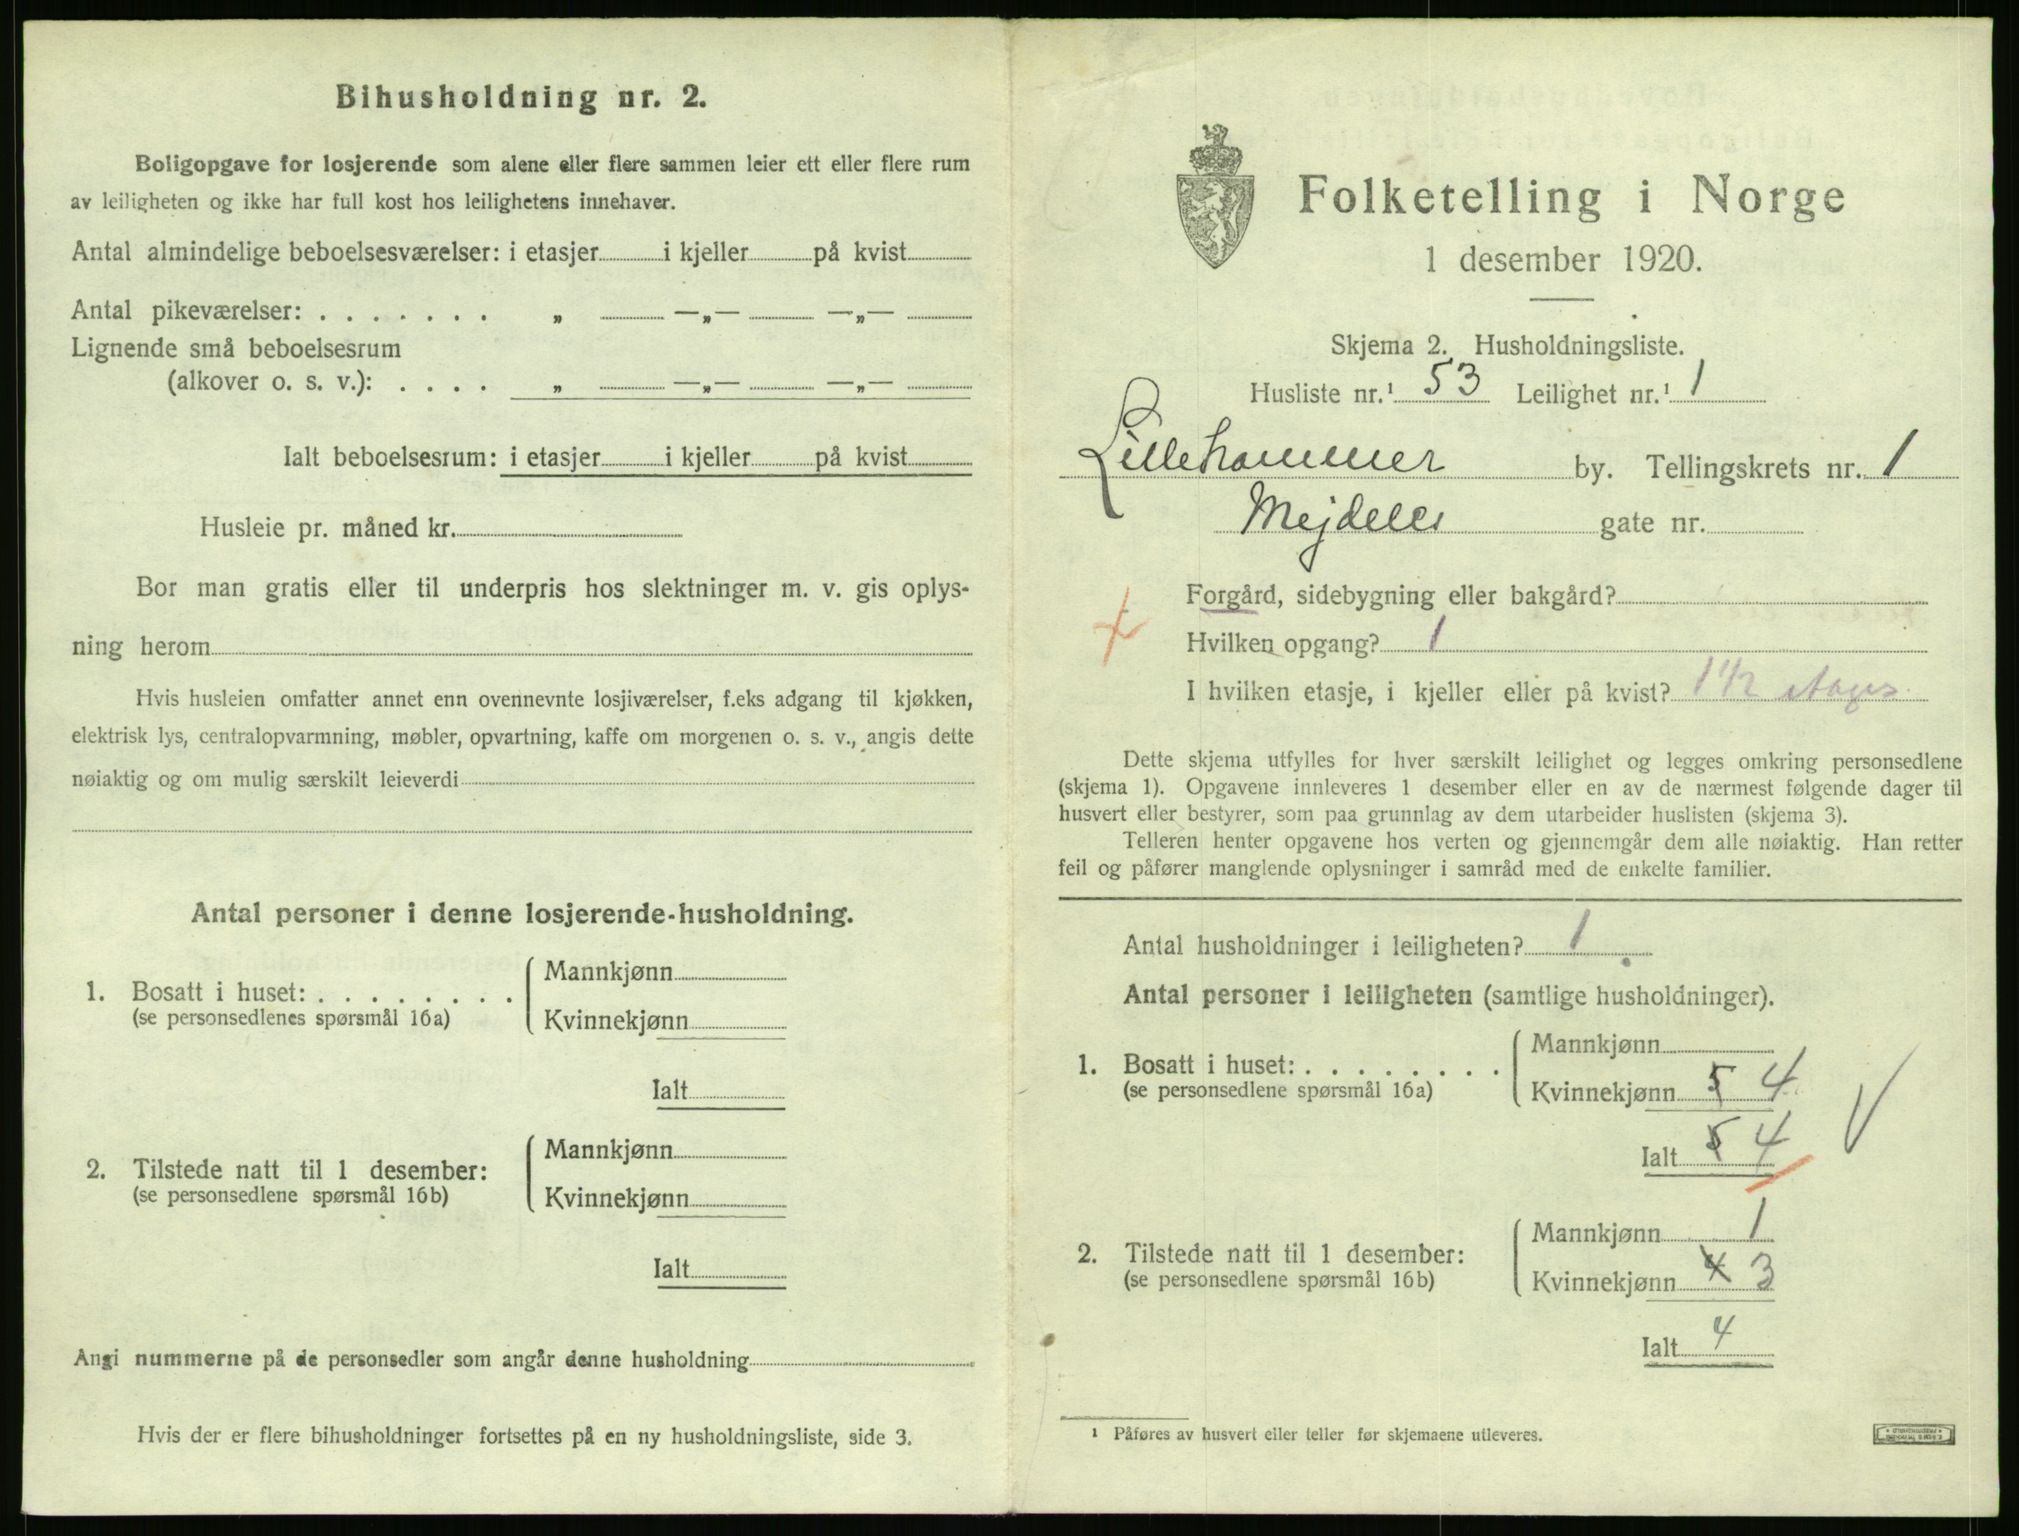 Bihusholdning nr. 2.
Boligopgave for losjerende som alene eller flere sammen leier ett eller flere rum
av leiligheten og ikke har full kost hos leilighetens innehaver.
Antal almindelige beboelsesværelser: i etasjer i kjeller på kvist
Antal pikeværelser: . . . . . . . „ —„— —„—
Lignende små beboelsesrum
(alkover o. s. v.): . . . . „ —„— —„—
Ialt beboelsesrum: i etasjer i kjeller på kvist
Husleie pr. måned kr.
Bor man gratis eller til underpris hos slektninger m. v. gis oplys-
ning herom
Hvis husleien omfatter annet enn ovennevnte losjiværelser, f.eks adgang til kjøkken,
elektrisk lys, centralopvarmning, møbler, opvartning, kaffe om morgenen o. s. v., angis dette
nøiaktig og om mulig særskilt leieverdi
Antal personer i denne losjerende-husholdning.
1. Bosatt i huset: . . . . . . . .
(se personsedlenes spørsmål 16a)
Mannkjønn
Kvinnekjønn
Ialt
2. Tilstede natt til 1 desember:
(se personsedlene spørsmål 16b)
Mannkjønn
Kvinnekjønn
Ialt
Angi nummerne på de personsedler som angår denne husholdning
Hvis der er flere bihusholdninger fortsettes på en ny husholdningsliste, side 3.
Folketelling i Norge
1 desember 1920.
Skjema 2. Husholdningsliste.
Husliste nr.¹ 53 Leilighet nr.¹ 1
Lillehammer by. Tellingskrets nr. 1
Mejdells gate nr.
Forgård, sidebygning eller bakgård?
Hvilken opgang? 1
I hvilken etasje, i kjeller eller på kvist? 1 1/2 etages
Dette skjema utfylles for hver særskilt leilighet og legges omkring personsedlene
(skjema 1). Opgavene innleveres 1 desember eller en av de nærmest følgende dager til
husvert eller bestyrer, som paa grunnlag av dem utarbeider huslisten (skjema 3).
Telleren henter opgavene hos verten og gjennemgår dem alle nøiaktig. Han retter
feil og påfører manglende oplysninger i samråd med de enkelte familier.
Antal husholdninger i leiligheten? 1
Antal personer i leiligheten (samtlige husholdninger).
1. Bosatt i huset: . . . . . . . .
(se personsedlene spørsmål 16a)
Mannkjønn
Kvinnekjønn 5 4
Ialt 5 4
2. Tilstede natt til 1 desember:
(se personsedlene spørsmål 16b)
Mannkjønn 1
Kvinnekjønn 4 3
Ialt 4
¹ Påføres av husvert eller teller før skjemaene utleveres.